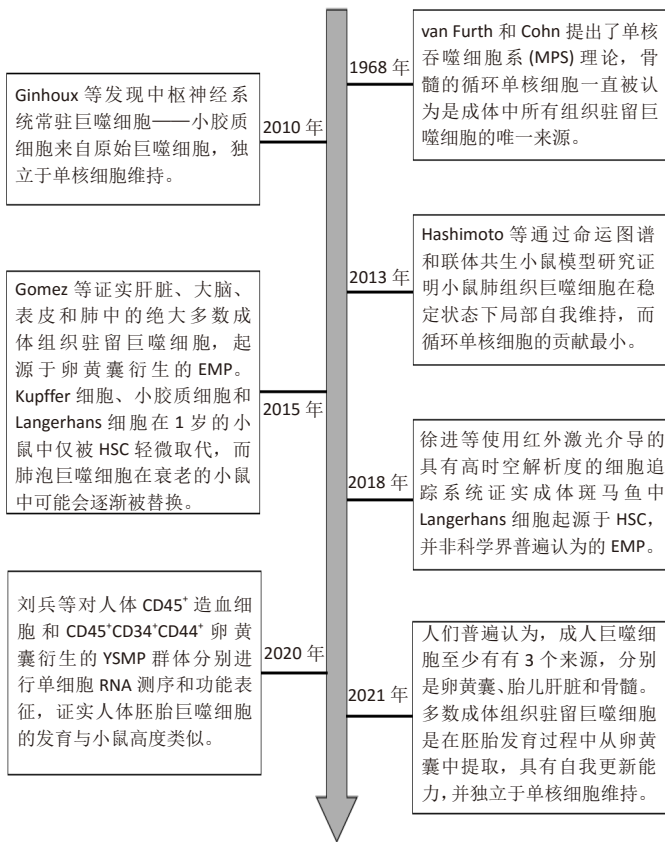 1968 年
van Furth 和 Cohn 提出了单核
吞噬细胞系 (MPS) 理论，骨
髓的循环单核细胞一直被认
为是成体中所有组织驻留巨
噬细胞的唯一来源。
Ginhoux 等发现中枢神经系
统常驻巨噬细胞——小胶质
细胞来自原始巨噬细胞，独
立于单核细胞维持。
2010 年
2013 年
Hashimoto 等通过命运图谱
和联体共生小鼠模型研究证
明小鼠肺组织巨噬细胞在稳
定状态下局部自我维持，而
循环单核细胞的贡献最小。
Gomez 等证实肝脏、大脑、
表皮和肺中的绝大多数成
体组织驻留巨噬细胞，起
源于卵黄囊衍生的 EMP。
Kupffer 细胞、小胶质细胞和
Langerhans 细胞在 1 岁的小
鼠中仅被 HSC 轻微取代，而
肺泡巨噬细胞在衰老的小鼠
中可能会逐渐被替换。
2015 年
2018 年
徐进等使用红外激光介导的
具有高时空解析度的细胞追
踪系统证实成体斑马鱼中
Langerhans 细胞起源于 HSC，
并非科学界普遍认为的 EMP。
刘兵等对人体 CD45⁺ 造血细
胞和 CD45⁺CD34⁺CD44⁺ 卵黄
囊衍生的 YSMP 群体分别进
行单细胞 RNA 测序和功能表
征，证实人体胚胎巨噬细胞
的发育与小鼠高度类似。
2020 年
2021 年
人们普遍认为，成人巨噬细
胞至少有有 3 个来源，分别
是卵黄囊、胎儿肝脏和骨髓。
多数成体组织驻留巨噬细胞
是在胚胎发育过程中从卵黄
囊中提取，具有自我更新能
力，并独立于单核细胞维持。